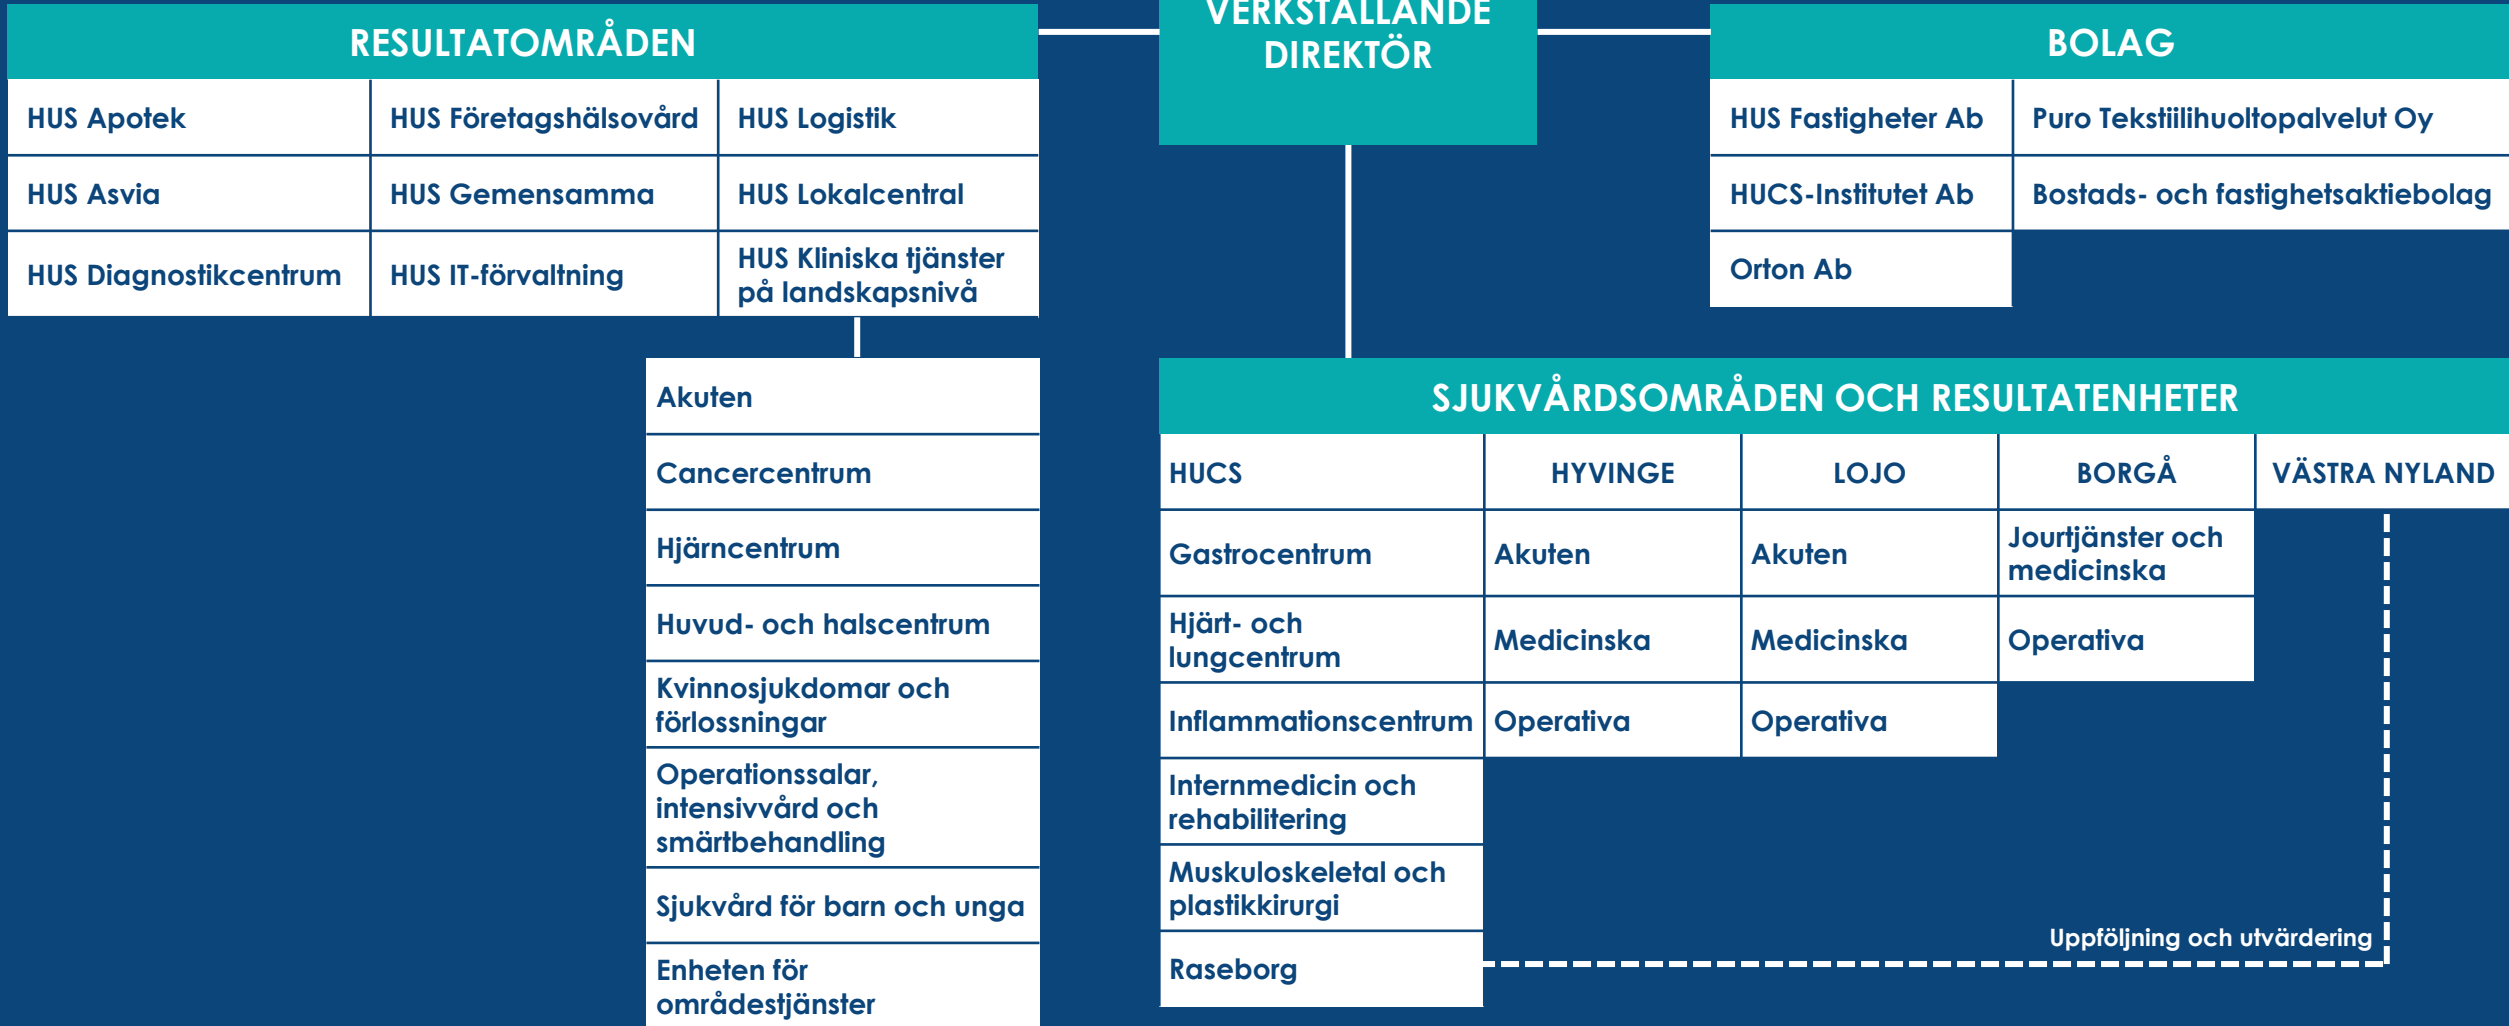 RESULTATOMRÅDEN
HUS Apotek
HUS Företagshälsovård
HUS Logistik
HUS Asvia
HUS Gemensamma
HUS Lokalcentral
HUS Diagnostikcentrum
HUS IT-förvaltning
HUS Kliniska tjänster
på landskapsnivå
VERKSTÄLLANDE
DIREKTÖR
BOLAG
HUS Fastigheter Ab
Puro Tekstiilihuoltopalvelut Oy
HUCS-Institutet Ab
Bostads- och fastighetsaktiebolag
Orton Ab
Akuten
Cancercentrum
Hjärncentrum
Huvud- och halscentrum
Kvinnosjukdomar och
förlossningar
Operationssalar,
intensivvård och
smärtbehandling
Sjukvård för barn och unga
Enheten för
områdestjänster
SJUKVÅRDSOMRÅDEN OCH RESULTATENHETER
HUCS
HYVINGE
LOJO
BORGÅ
VÄSTRA NYLAND
Gastrocentrum
Akuten
Akuten
Jourtjänster och
medicinska
Hjärt- och
lungcentrum
Medicinska
Medicinska
Operativa
Inflammationscentrum
Operativa
Operativa
Internmedicin och
rehabilitering
Muskuloskeletal och
plastikkirurgi
Raseborg
Uppföljning och utvärdering